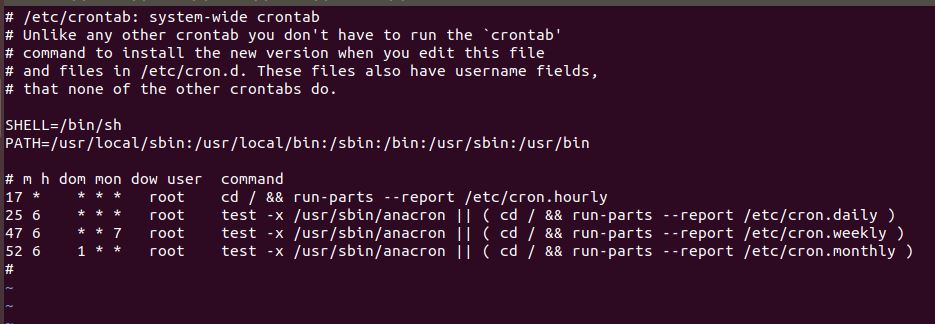 # /etc/crontab: system-wide crontab
# Unlike any other crontab you don't have to run the `crontab'
# command to install the new version when you edit this file
# and files in /etc/cron.d. These files also have username fields,
# that none of the other crontabs do.

SHELL=/bin/sh
PATH=/usr/local/sbin:/usr/local/bin:/sbin:/bin:/usr/sbin:/usr/bin

# m h dom mon dow user  command
17 *    * * *   root    cd / && run-parts --report /etc/cron.hourly
25 6    * * *   root    test -x /usr/sbin/anacron || ( cd / && run-parts --report /etc/cron.daily )
47 6    * * 7   root    test -x /usr/sbin/anacron || ( cd / && run-parts --report /etc/cron.weekly )
52 6    1 * *   root    test -x /usr/sbin/anacron || ( cd / && run-parts --report /etc/cron.monthly )
#
~
~
~